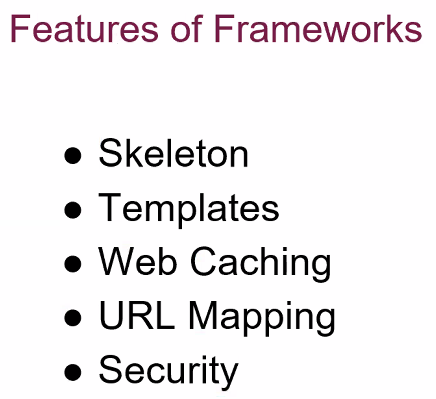 Features of Frameworks
● Skeleton
● Templates
● Web Caching
● URL Mapping
● Security